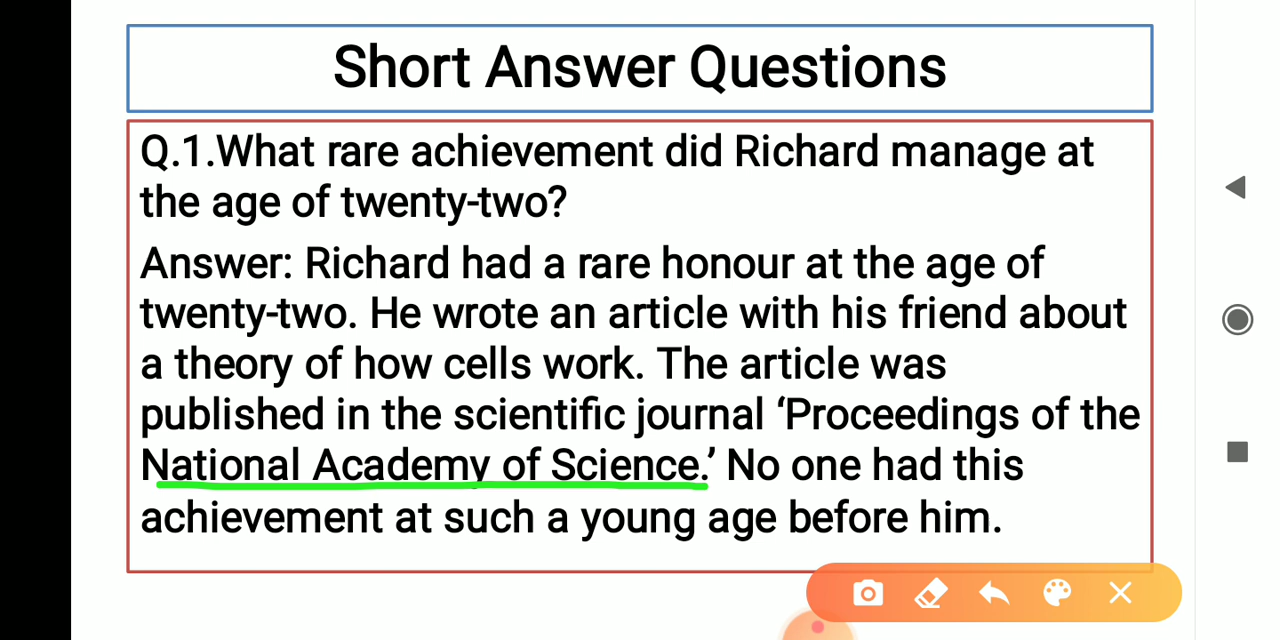 Short Answer Questions
Q.1.What rare achievement did Richard manage at
the age of twenty-two?
Answer: Richard had a rare honour at the age of
twenty-two. He wrote an article with his friend about
a theory of how cells work. The article was
published in the scientific journal ‘Proceedings of the
National Academy of Science.’ No one had this
achievement at such a young age before him.